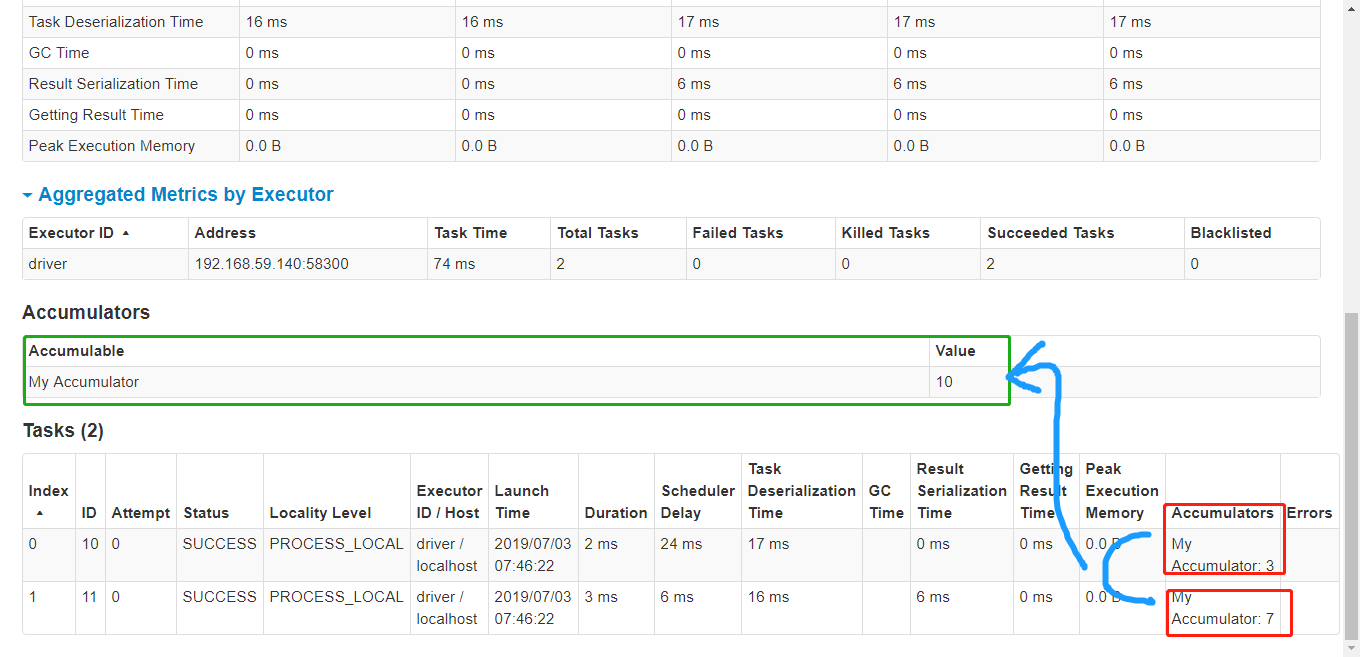 Task Deserialization Time 16 ms 16 ms 17 ms 17 ms 17 ms
GC Time 0 ms 0 ms 0 ms 0 ms 0 ms
Result Serialization Time 0 ms 0 ms 6 ms 6 ms 6 ms
Getting Result Time 0 ms 0 ms 0 ms 0 ms 0 ms
Peak Execution Memory 0.0 B 0.0 B 0.0 B 0.0 B 0.0 B
Aggregated Metrics by Executor
Executor ID Address Task Time Total Tasks Failed Tasks Killed Tasks Succeeded Tasks Blacklisted
driver 192.168.59.140:58300 74 ms 2 0 0 2 0
Accumulators
Accumulable Value
My Accumulator 10
Tasks (2)
Index ID Attempt Status Locality Level Executor ID / Host Launch Time Duration Scheduler Delay Task Deserialization Time GC Time Result Serialization Time Getting Result Time Peak Execution Memory Accumulators Errors
0 10 0 SUCCESS PROCESS_LOCAL driver / localhost 2019/07/03 07:46:22 2 ms 24 ms 17 ms 0 ms 0 ms 0.0 B My Accumulator: 3
1 11 0 SUCCESS PROCESS_LOCAL driver / localhost 2019/07/03 07:46:22 3 ms 6 ms 16 ms 6 ms 0 ms 0.0 B My Accumulator: 7